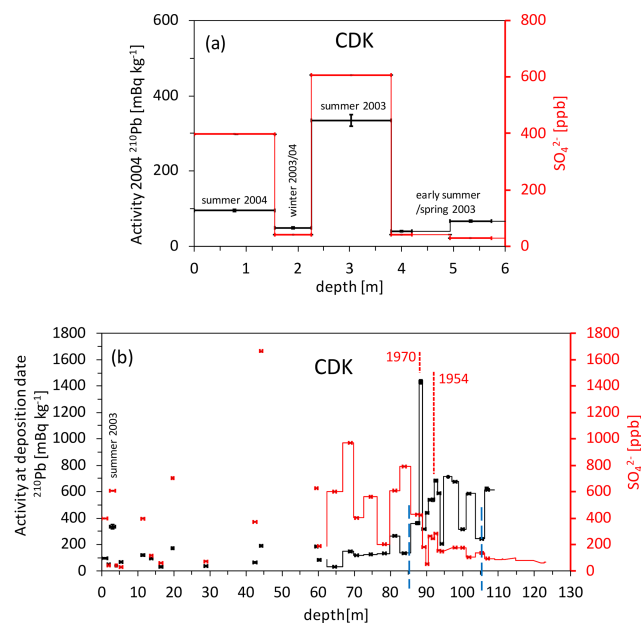 (a)
CDK
600
500
400
300
200
100
0
Activity 2004 ²¹⁰Pb [mBq kg⁻¹]
800
600
400
200
0
SO₄²⁻ [ppb]
summer 2004
winter 2003/04
summer 2003
early summer
/spring 2003
0 1 2 3 4 5 6
depth [m]
(b)
CDK
1800
1600
1400
1200
1000
800
600
400
200
0
Activity at deposition date
²¹⁰Pb [mBq kg⁻¹]
summer 2003
1970
1954
1800
1600
1400
1200
1000
800
600
400
200
0
SO₄²⁻ [ppb]
0 10 20 30 40 50 60 70 80 90 100 110 120 130
depth[m]